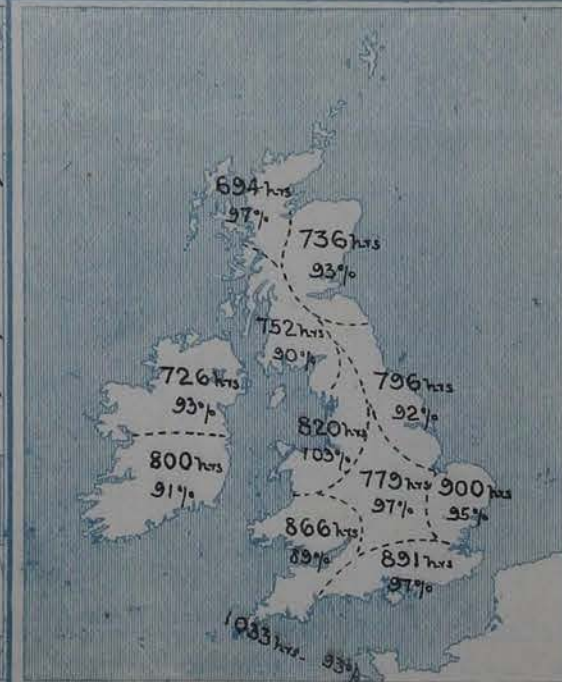 694 hrs
97%
736 hrs
93%
752 hrs
90%
726 hrs
93%
796 hrs
92%
820 hrs
103%
800 hrs
91%
779 hrs
97%
900 hrs
95%
866 hrs
89%
891 hrs
97%
1033 hrs. 93%